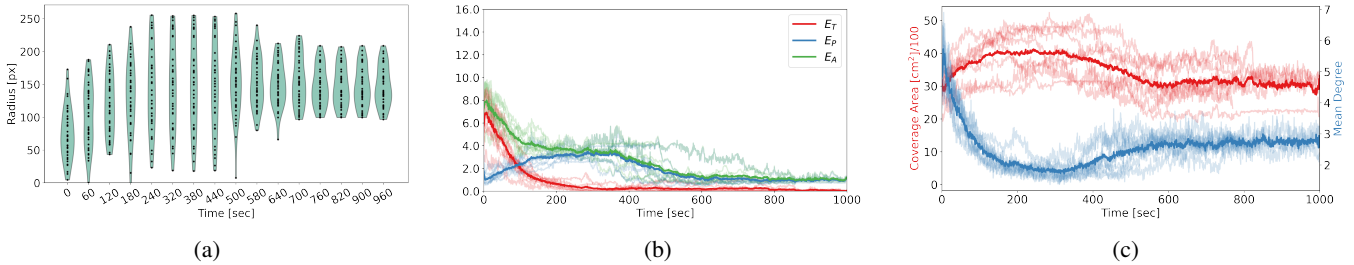 250
200
150
100
50
0
Radius [px]
0 60 120 180 240 320 380 440 500 580 640 700 760 820 900 960
Time [sec]
(a)
16.0
14.0
12.0
10.0
8.0
6.0
4.0
2.0
0.0
E_T
E_P
E_A
0 200 400 600 800 1000
Time [sec]
(b)
50
40
30
20
10
0
Coverage Area [cm²]/100
7
6
5
4
3
2
Mean Degree
0 200 400 600 800 1000
Time [sec]
(c)